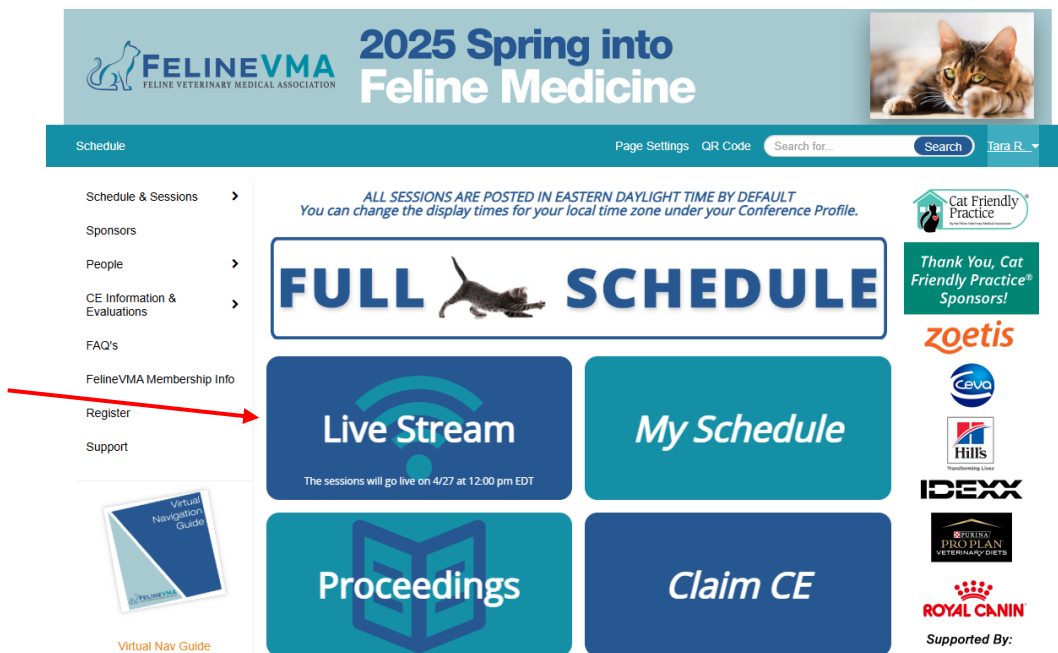 FELINEVMA
FELINE VETERINARY MEDICAL ASSOCIATION
2025 Spring into
Feline Medicine
Schedule
Page Settings QR Code Search for... Search Tara R.
Schedule & Sessions
Sponsors
People
CE Information &
Evaluations
FAQ's
FelineVMA Membership Info
Register
Support
Virtual
Navigation
Guide
FELINEVMA
Virtual Nav Guide
ALL SESSIONS ARE POSTED IN EASTERN DAYLIGHT TIME BY DEFAULT
You can change the display times for your local time zone under your Conference Profile.
FULL SCHEDULE
Live Stream
The sessions will go live on 4/27 at 12:00 pm EDT
My Schedule
Proceedings
Claim CE
Cat Friendly
Practice
Thank You, Cat
Friendly Practice®
Sponsors!
zoetis
Ceva
Hill's
Transforming Lives
IDEXX
PURINA
PRO PLAN
VETERINARY DIETS
ROYAL CANIN
Supported By: